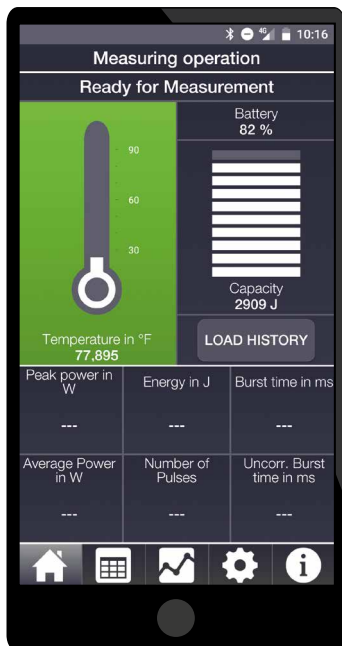 4G 10:16
Measuring operation
Ready for Measurement
Battery
82 %
90
60
30
Capacity
2909 J
Temperature in °F
77,895
LOAD HISTORY
Peak power in
W
---
Energy in J
---
Burst time in ms
---
Average Power
in W
---
Number of
Pulses
---
Uncorr. Burst
time in ms
---
i